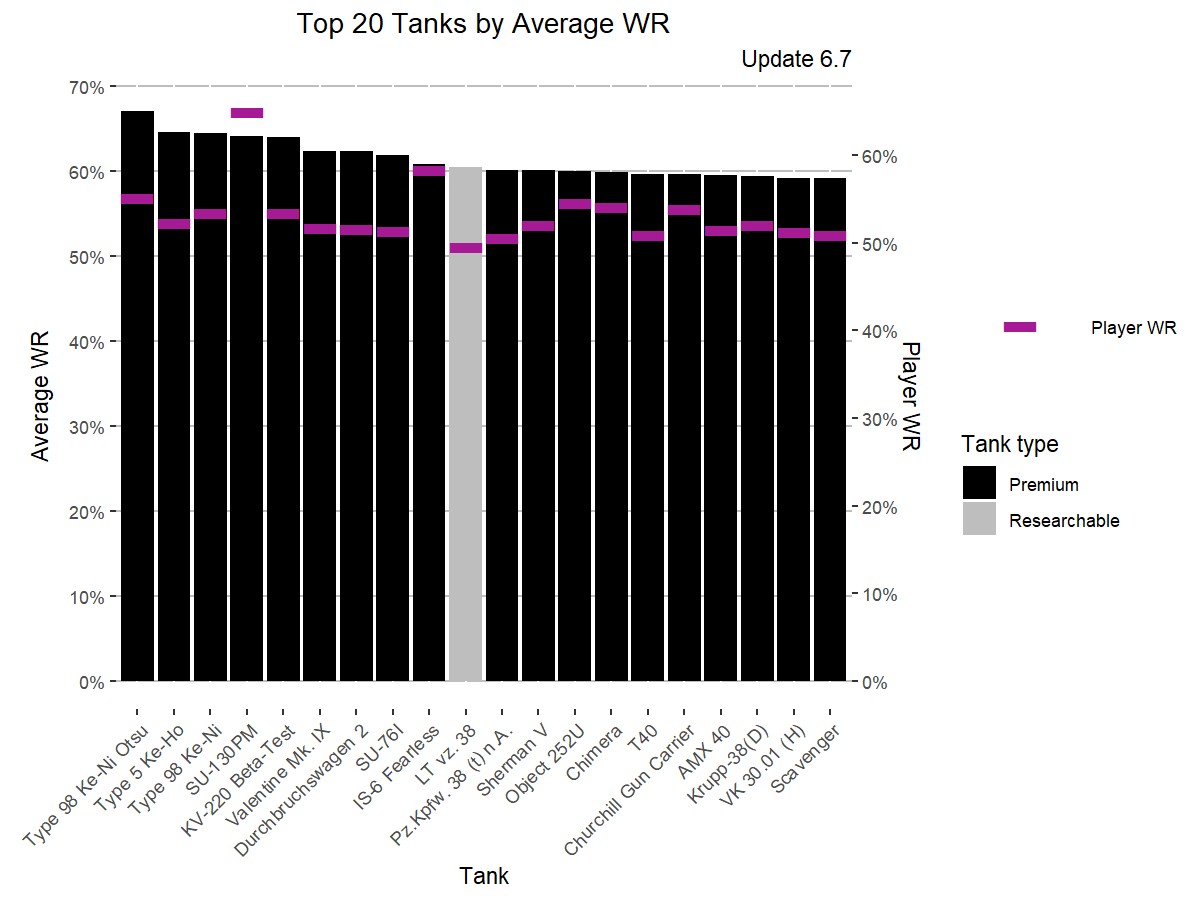 Top 20 Tanks by Average WR
Update 6.7
70%
60%
50%
40%
30%
20%
10%
0%
Average WR
60%
50%
40%
30%
20%
10%
0%
Player WR
Type 98 Ke-Ni Otsu
Type 5 Ke-Ho
Type 98 Ke-Ni
SU-130PM
KV-220 Beta-Test
Valentine Mk. IX
Durchbruchswagen 2
SU-76I
IS-6 Fearless
LT vz. 38
Pz.Kpfw. 38 (t) n A.
Sherman V
Object 252U
Chimera
T40
Churchill Gun Carrier
AMX 40
Krupp-38(D)
VK 30.01 (H)
Scavenger
Tank
Player WR
Tank type
Premium
Researchable